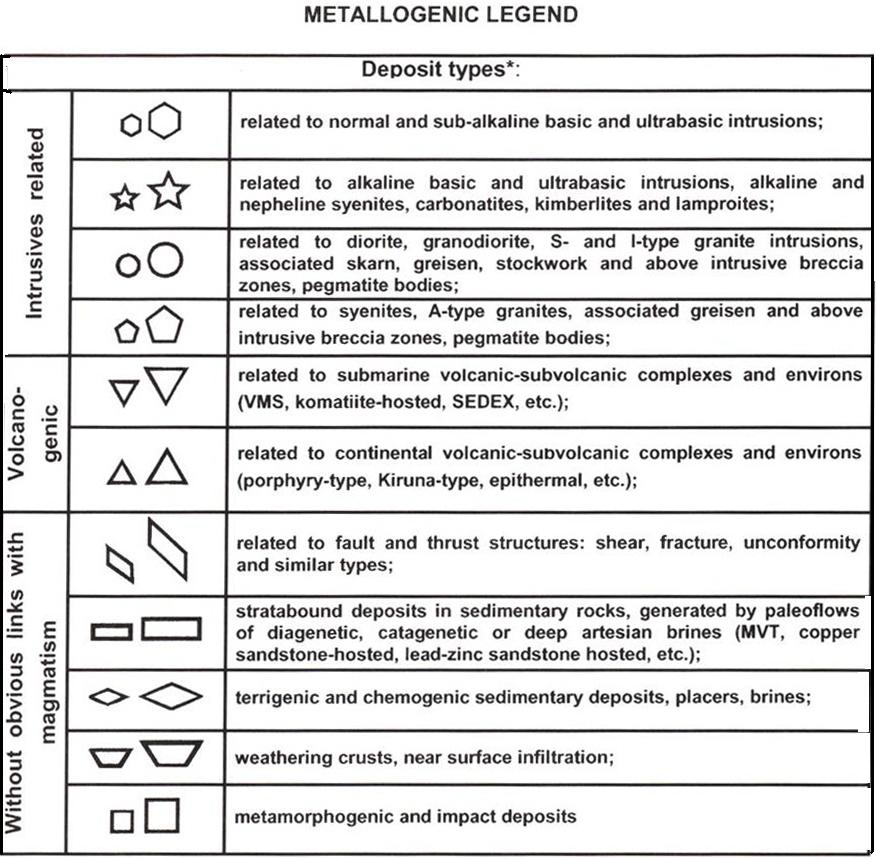 METALLOGENIC LEGEND
Deposit types*:
Intrusives related
related to normal and sub-alkaline basic and ultrabasic intrusions;
related to alkaline basic and ultrabasic intrusions, alkaline and
nepheline syenites, carbonatites, kimberlites and lamproites;
related to diorite, granodiorite, S- and I-type granite intrusions,
associated skarn, greisen, stockwork and above intrusive breccia
zones, pegmatite bodies;
related to syenites, A-type granites, associated greisen and above
intrusive breccia zones, pegmatite bodies;
Volcano-
genic
related to submarine volcanic-subvolcanic complexes and environs
(VMS, komatiite-hosted, SEDEX, etc.);
related to continental volcanic-subvolcanic complexes and environs
(porphyry-type, Kiruna-type, epithermal, etc.);
Without obvious links with
magmatism
related to fault and thrust structures: shear, fracture, unconformity
and similar types;
stratabound deposits in sedimentary rocks, generated by paleoflows
of diagenetic, catagenetic or deep artesian brines (MVT, copper
sandstone-hosted, lead-zinc sandstone hosted, etc.);
terrigenic and chemogenic sedimentary deposits, placers, brines;
weathering crusts, near surface infiltration;
metamorphogenic and impact deposits